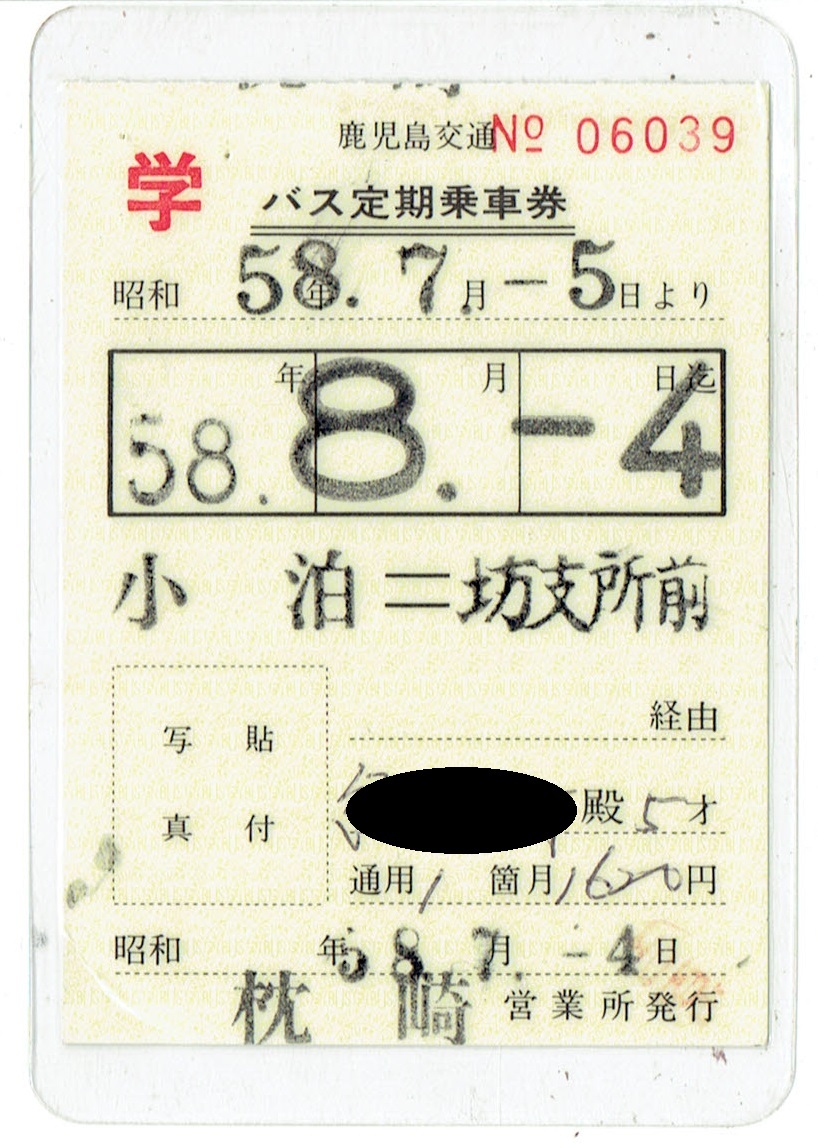 鹿児島交通 № 06039
学
バス定期乗車券
昭和 58年. 7.月 -5日より
年 月 日迄
58. 8. -4
小 泊 = 坊支所前
経由
写 貼
真 付
殿 5才
通用 1 箇月 1620円
昭和 58年 7.月 -4日
枕 崎 営業所発行